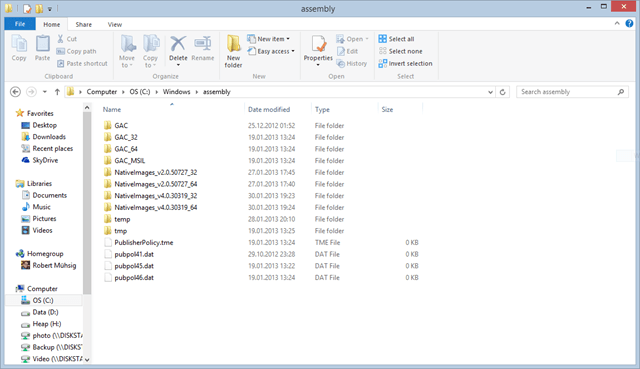 assembly
File Home Share View
Copy Paste Cut Copy path Paste shortcut
Clipboard
Move to Copy to Delete Rename
Organize
New folder New item Easy access
New
Properties Open Edit History
Open
Select all Select none Invert selection
Select
Computer OS (C:) Windows assembly
Search assembly
Favorites
Desktop
Downloads
Recent places
SkyDrive
Libraries
Documents
Music
Pictures
Videos
Homegroup
Robert Mühsig
Computer
OS (C:)
Data (D:)
Heap (H:)
photo (\\DISKSTA
Backup (\\DISKSTA
Video (\\DISKSTA
Name Date modified Type Size
GAC 25.12.2012 01:52 File folder
GAC_32 19.01.2013 13:24 File folder
GAC_64 19.01.2013 13:24 File folder
GAC_MSIL 19.01.2013 13:24 File folder
NativeImages_v2.0.50727_32 27.01.2013 17:45 File folder
NativeImages_v2.0.50727_64 27.01.2013 17:40 File folder
NativeImages_v4.0.30319_32 30.01.2013 19:23 File folder
NativeImages_v4.0.30319_64 30.01.2013 19:24 File folder
temp 28.01.2013 20:10 File folder
tmp 19.01.2013 13:25 File folder
PublisherPolicy.tme 19.01.2013 13:24 TME File 0 KB
pubpol41.dat 29.10.2012 23:28 DAT File 0 KB
pubpol45.dat 19.01.2013 13:22 DAT File 0 KB
pubpol46.dat 19.01.2013 13:24 DAT File 0 KB